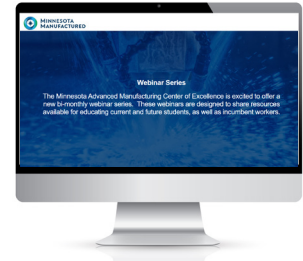 MINNESOTA
MANUFACTURED
Webinar Series
The Minnesota Advanced Manufacturing Center of Excellence is excited to offer a
new bi-monthly webinar series. These webinars are designed to share resources
available for educating current and future students, as well as incumbent workers.